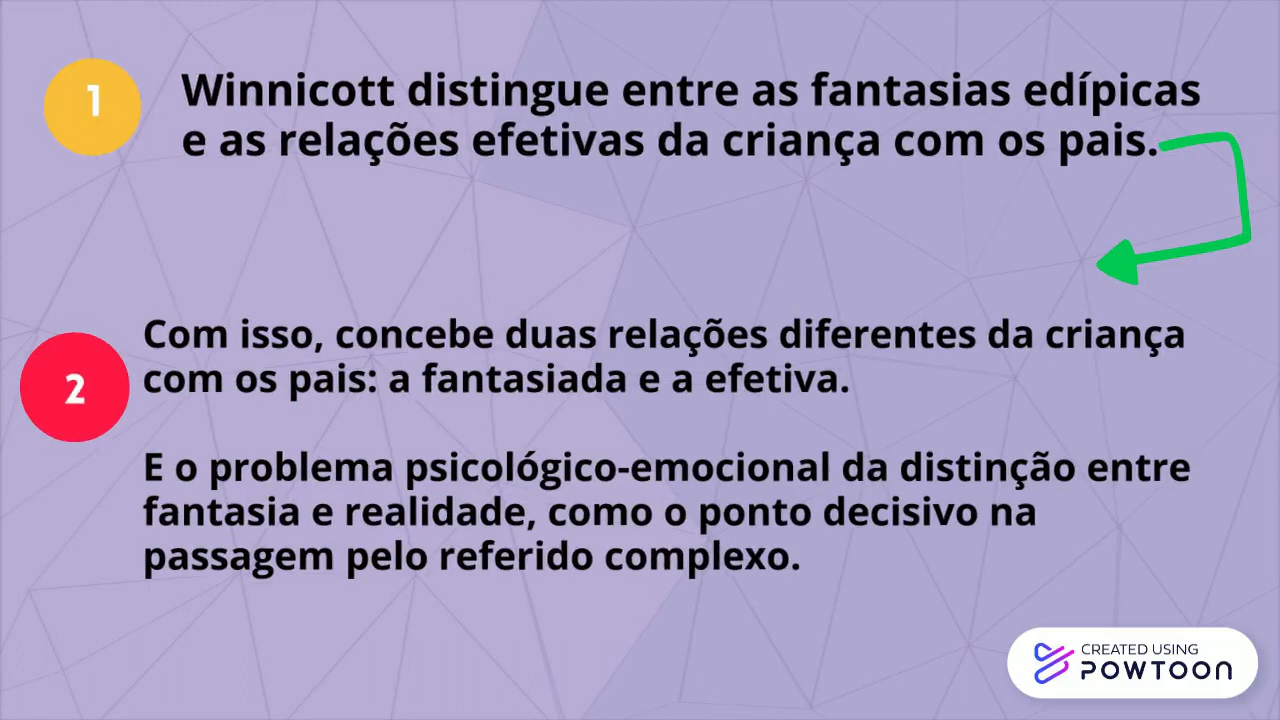 1
Winnicott distingue entre as fantasias edípicas
e as relações efetivas da criança com os pais.
2
Com isso, concebe duas relações diferentes da criança
com os pais: a fantasiada e a efetiva.
E o problema psicológico-emocional da distinção entre
fantasia e realidade, como o ponto decisivo na
passagem pelo referido complexo.
CREATED USING
POWTOON